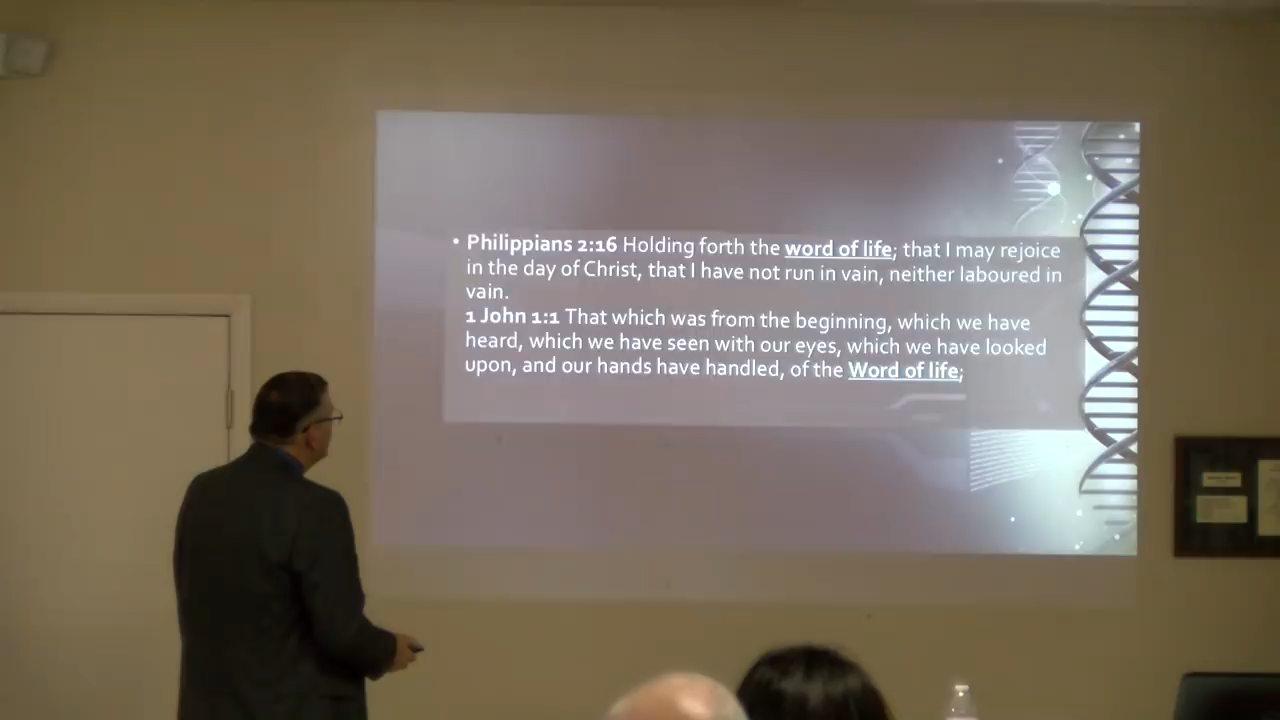 • Philippians 2:16 Holding forth the word of life; that I may rejoice
in the day of Christ, that I have not run in vain, neither laboured in
vain.
1 John 1:1 That which was from the beginning, which we have
heard, which we have seen with our eyes, which we have looked
upon, and our hands have handled, of the Word of life;